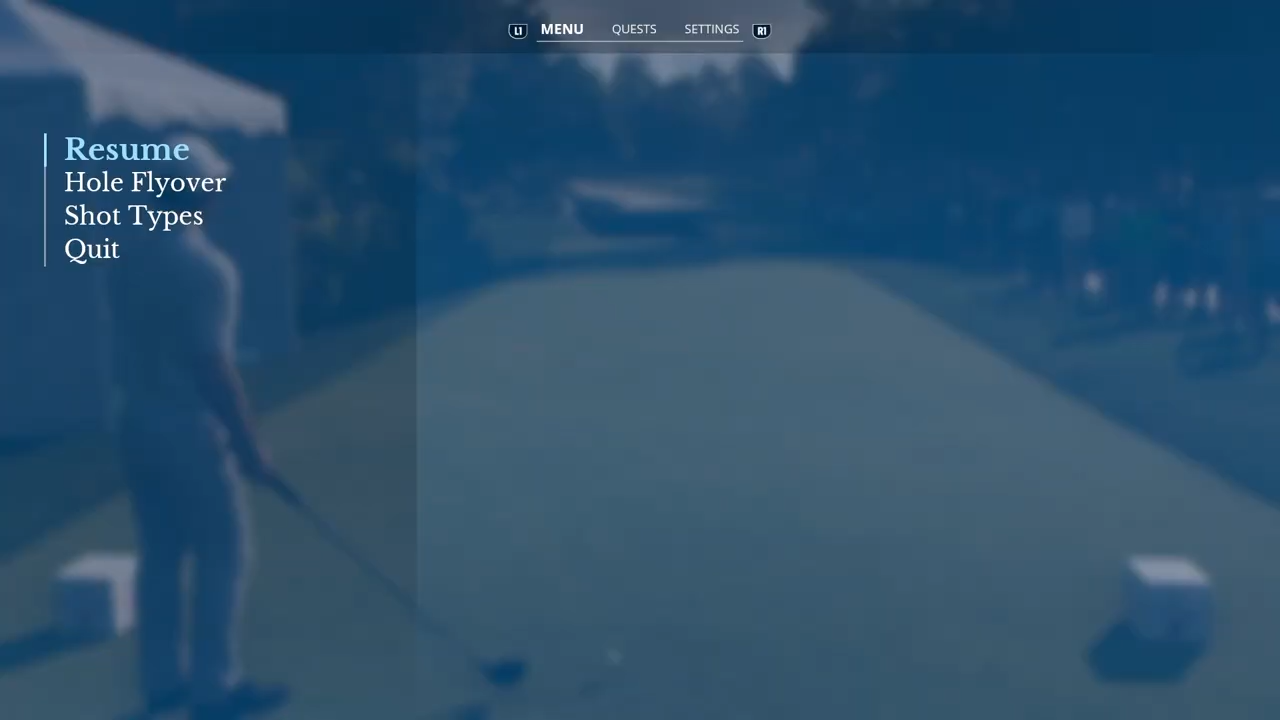 L1 MENU QUESTS SETTINGS R1
Resume
Hole Flyover
Shot Types
Quit